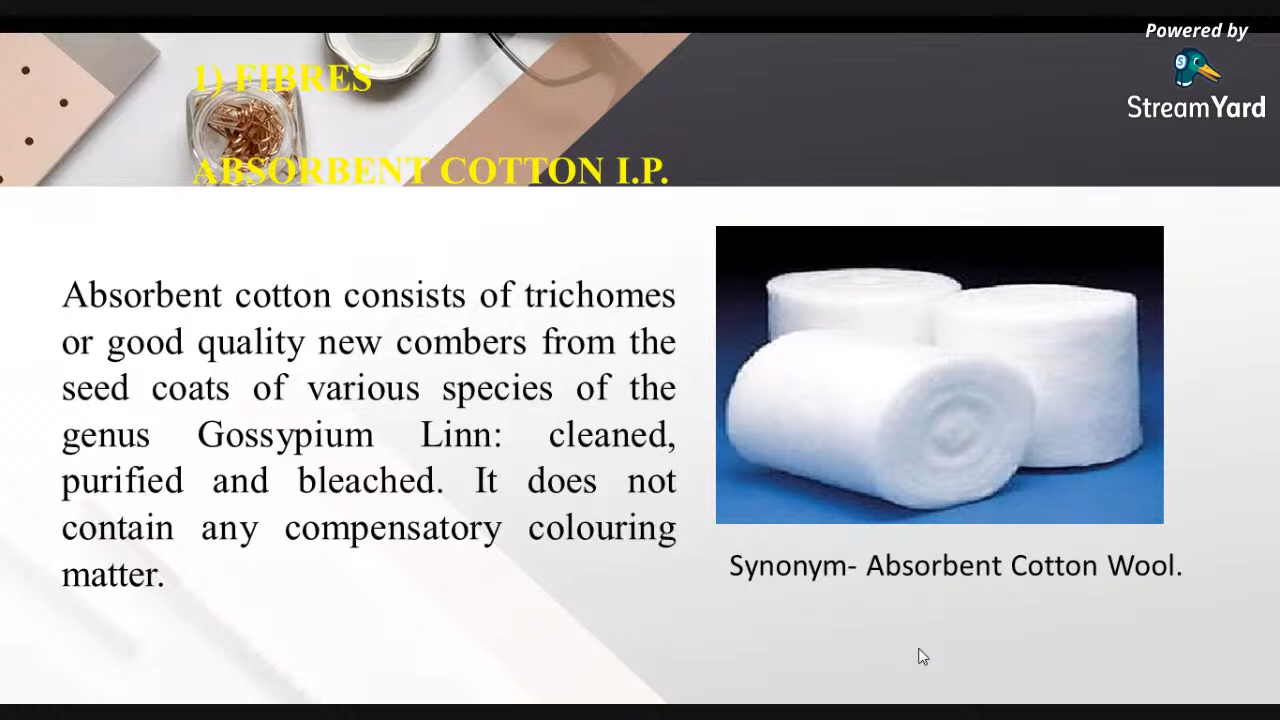 Powered by
StreamYard
1) FIBRES
ABSORBENT COTTON I.P.
Absorbent cotton consists of trichomes
or good quality new combers from the
seed coats of various species of the
genus Gossypium Linn: cleaned,
purified and bleached. It does not
contain any compensatory colouring
matter.
Synonym- Absorbent Cotton Wool.